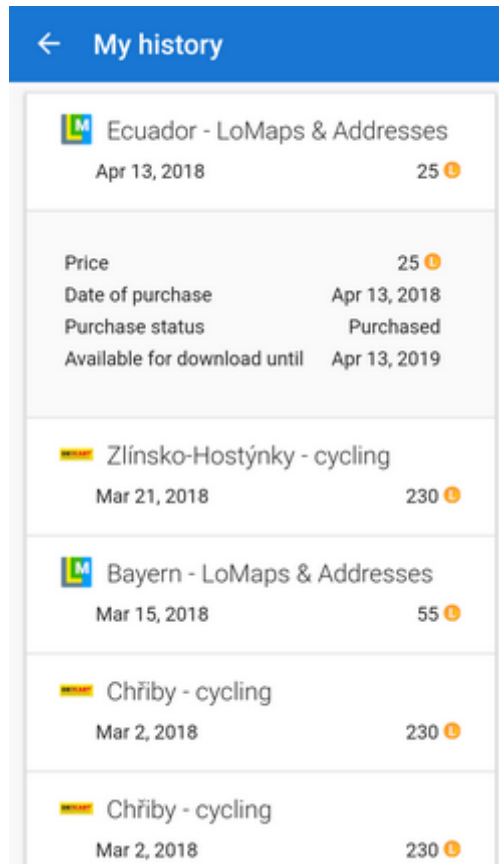 My history
Ecuador - LoMaps & Addresses
Apr 13, 2018 25 L
Price 25 L
Date of purchase Apr 13, 2018
Purchase status Purchased
Available for download until Apr 13, 2019
Zlínsko-Hostýnky - cycling
Mar 21, 2018 230 L
Bayern - LoMaps & Addresses
Mar 15, 2018 55 L
Chřiby - cycling
Mar 2, 2018 230 L
Chřiby - cycling
Mar 2, 2018 230 L